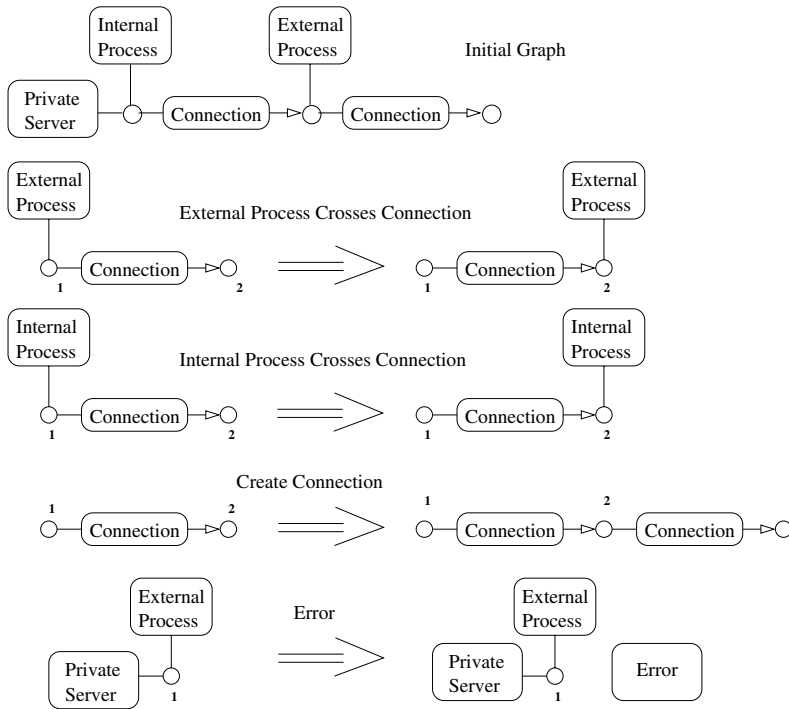 Internal
Process
External
Process
Initial Graph
Private
Server
Connection
Connection
External
Process
External Process Crosses Connection
External
Process
Connection
Connection
1
2
1
2
Internal
Process
Internal Process Crosses Connection
Internal
Process
Connection
Connection
1
2
1
2
Create Connection
1
2
1
2
Connection
Connection
Connection
External
Process
Error
External
Process
Private
Server
1
Private
Server
1
Error